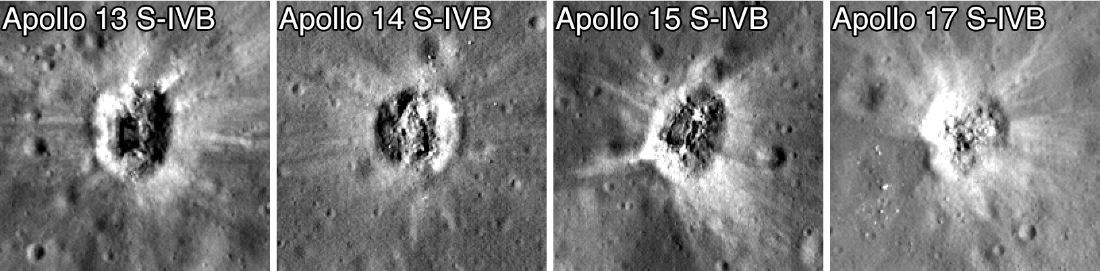 Apollo 13 S-IVB
Apollo 14 S-IVB
Apollo 15 S-IVB
Apollo 17 S-IVB